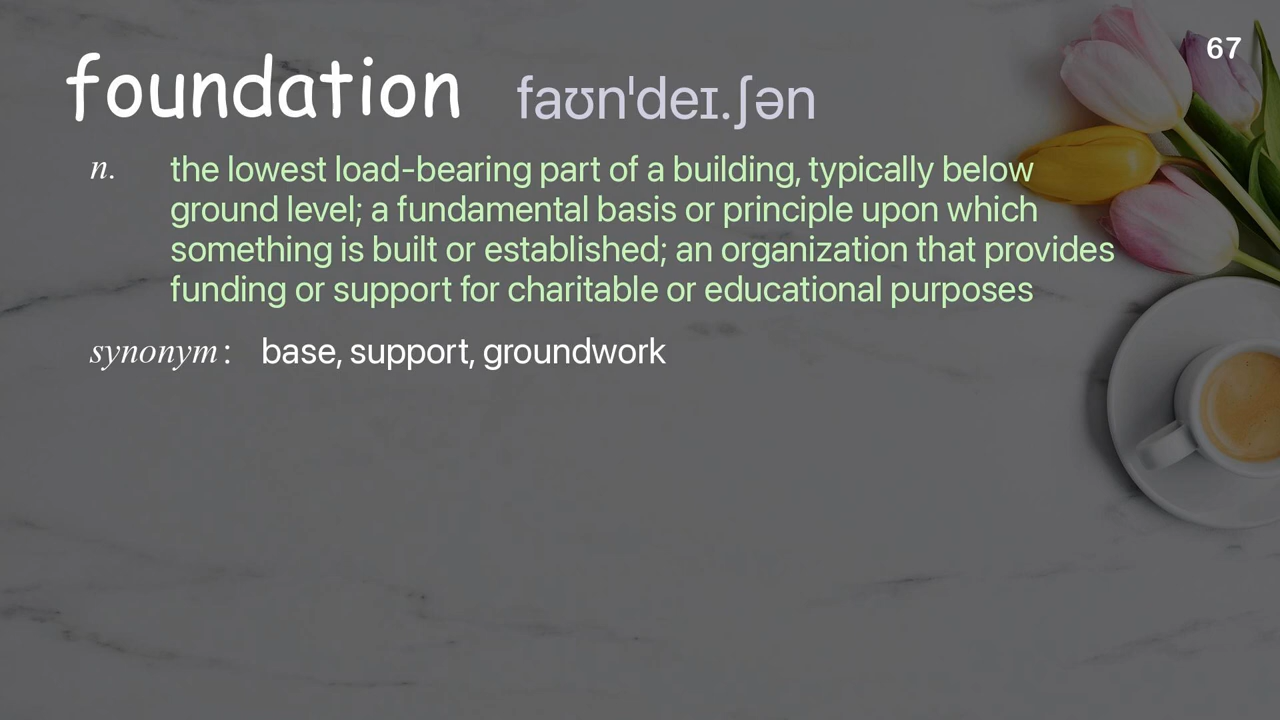 67
foundation faʊnˈdeɪ.ʃən
n. the lowest load-bearing part of a building, typically below
ground level; a fundamental basis or principle upon which
something is built or established; an organization that provides
funding or support for charitable or educational purposes
synonym: base, support, groundwork